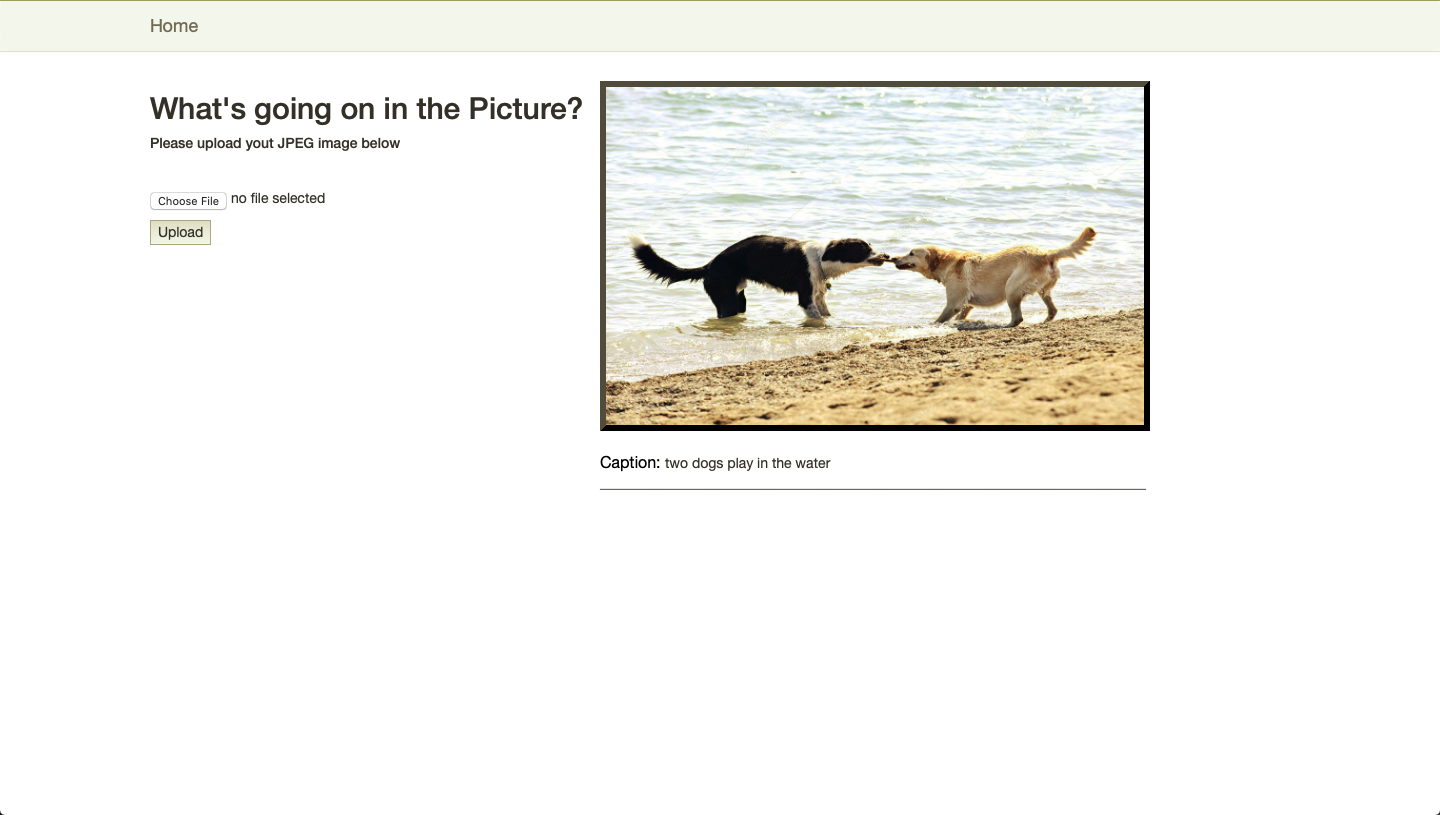 Home
What's going on in the Picture?
Please upload yout JPEG image below
Choose File no file selected
Upload
Caption: two dogs play in the water